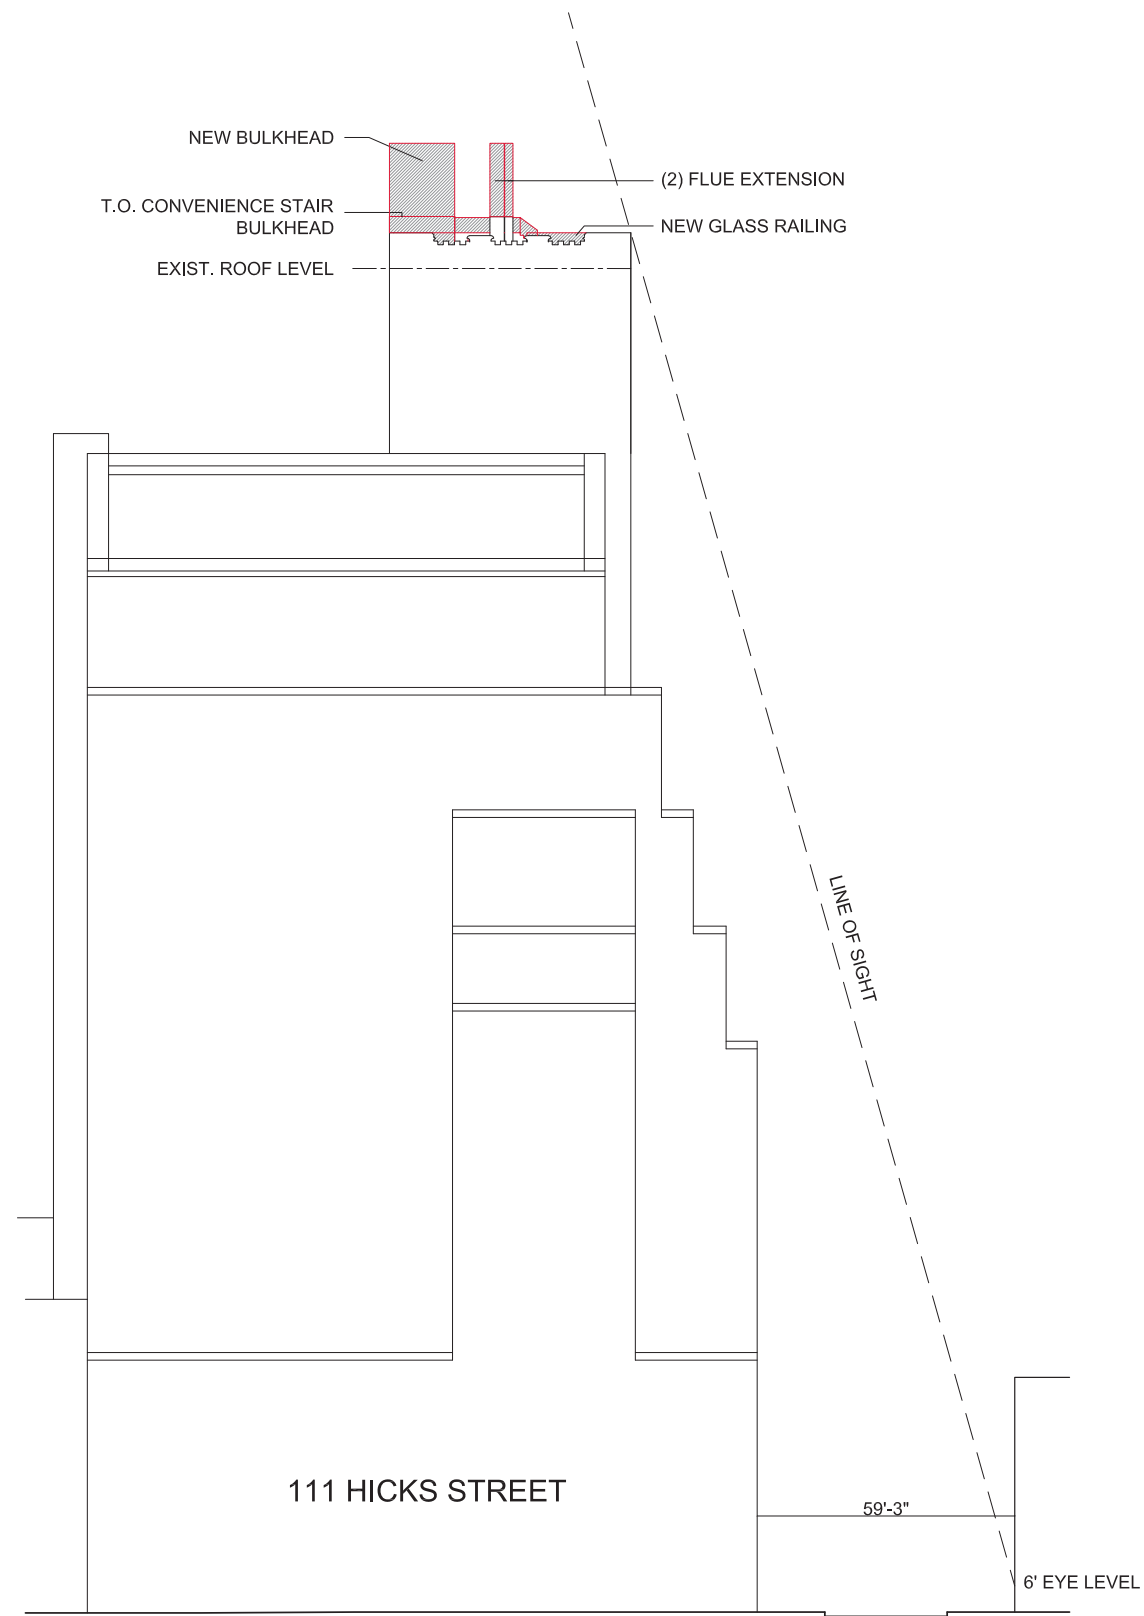 NEW BULKHEAD
(2) FLUE EXTENSION
T.O. CONVENIENCE STAIR
BULKHEAD
NEW GLASS RAILING
EXIST. ROOF LEVEL
LINE OF SIGHT
111 HICKS STREET
59'-3"
6' EYE LEVEL